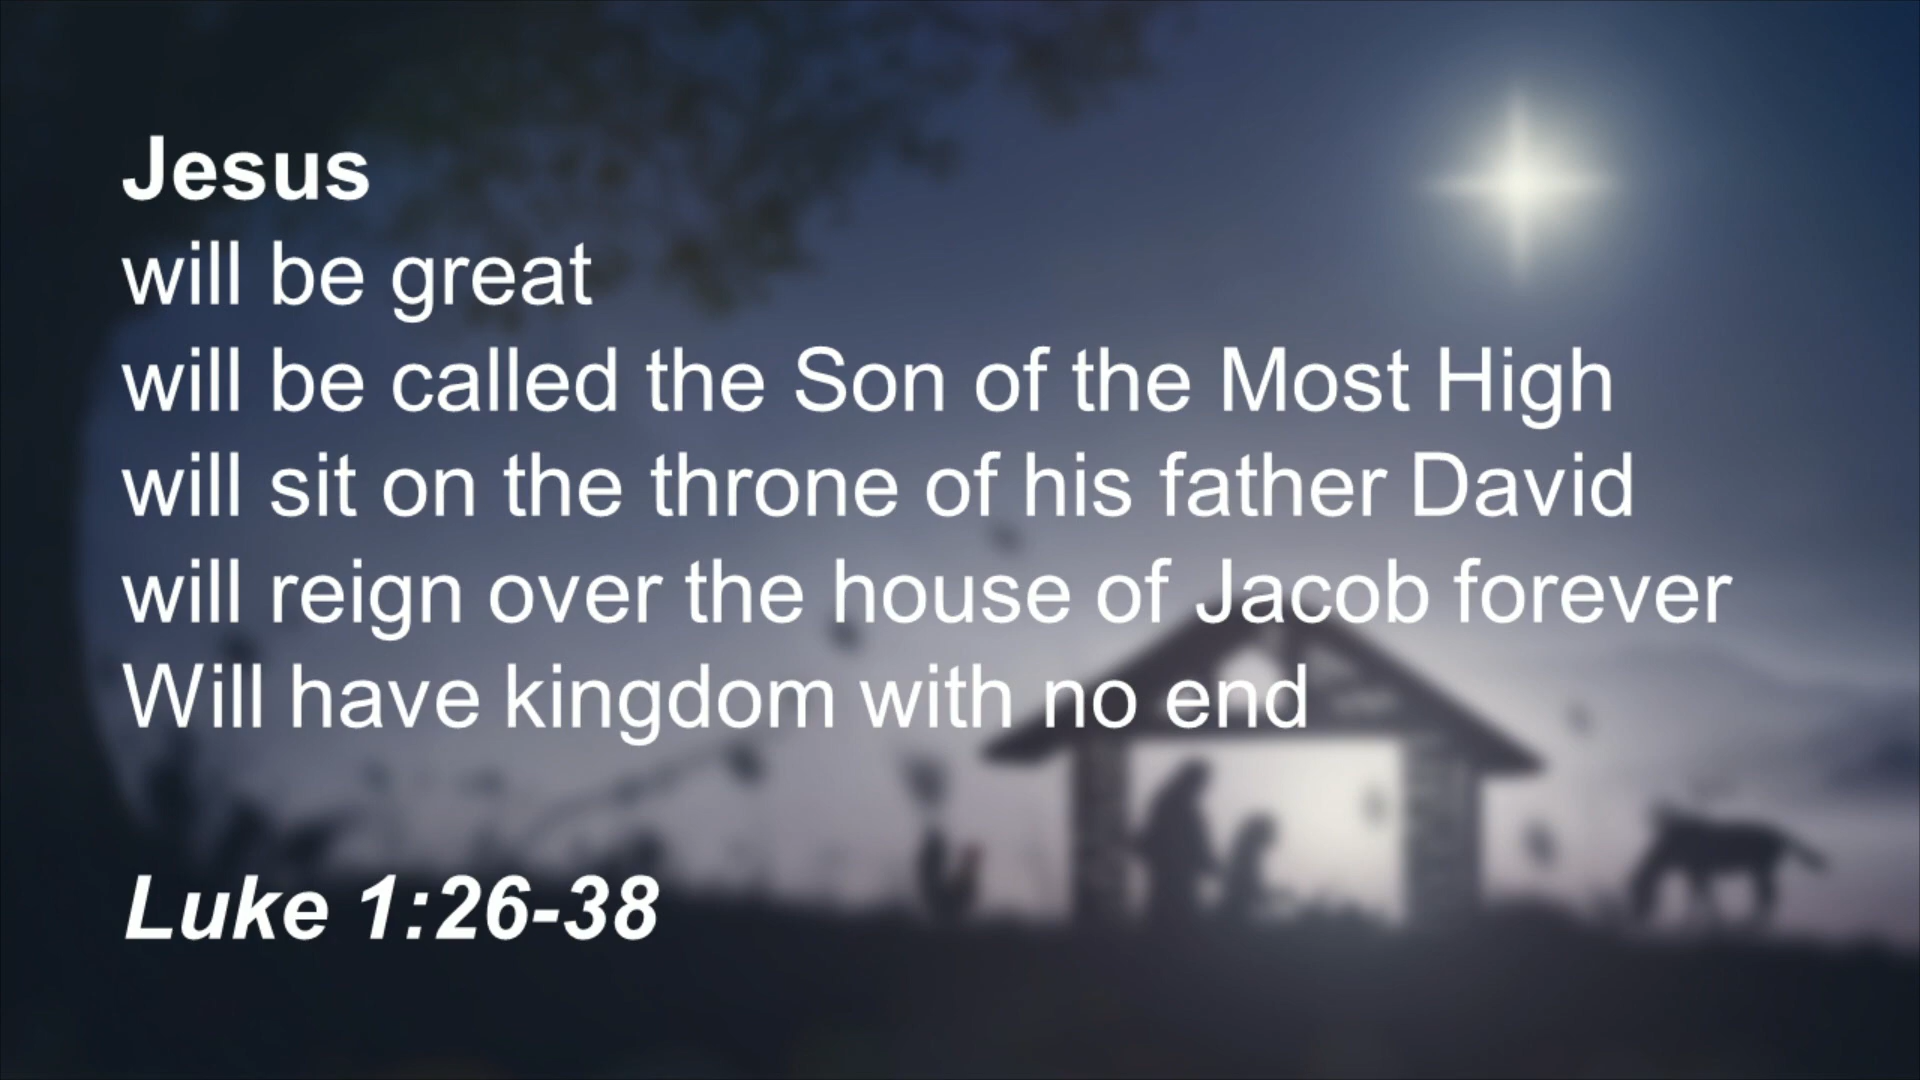 Jesus
will be great
will be called the Son of the Most High
will sit on the throne of his father David
will reign over the house of Jacob forever
Will have kingdom with no end
Luke 1:26-38